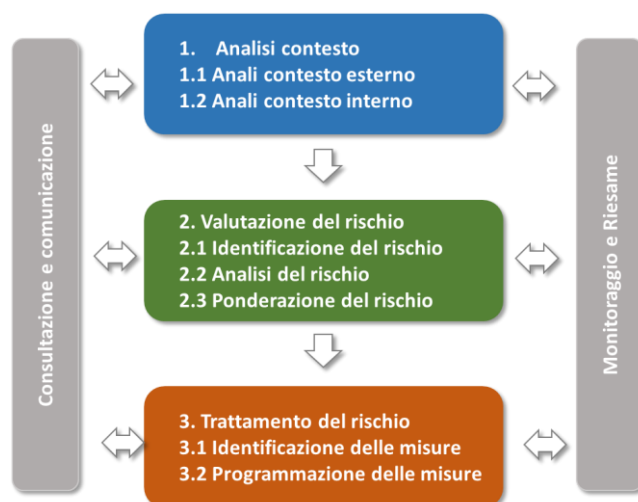 Consultazione e comunicazione
1. Analisi contesto
1.1 Anali contesto esterno
1.2 Anali contesto interno
2. Valutazione del rischio
2.1 Identificazione del rischio
2.2 Analisi del rischio
2.3 Ponderazione del rischio
3. Trattamento del rischio
3.1 Identificazione delle misure
3.2 Programmazione delle misure
Monitoraggio e Riesame